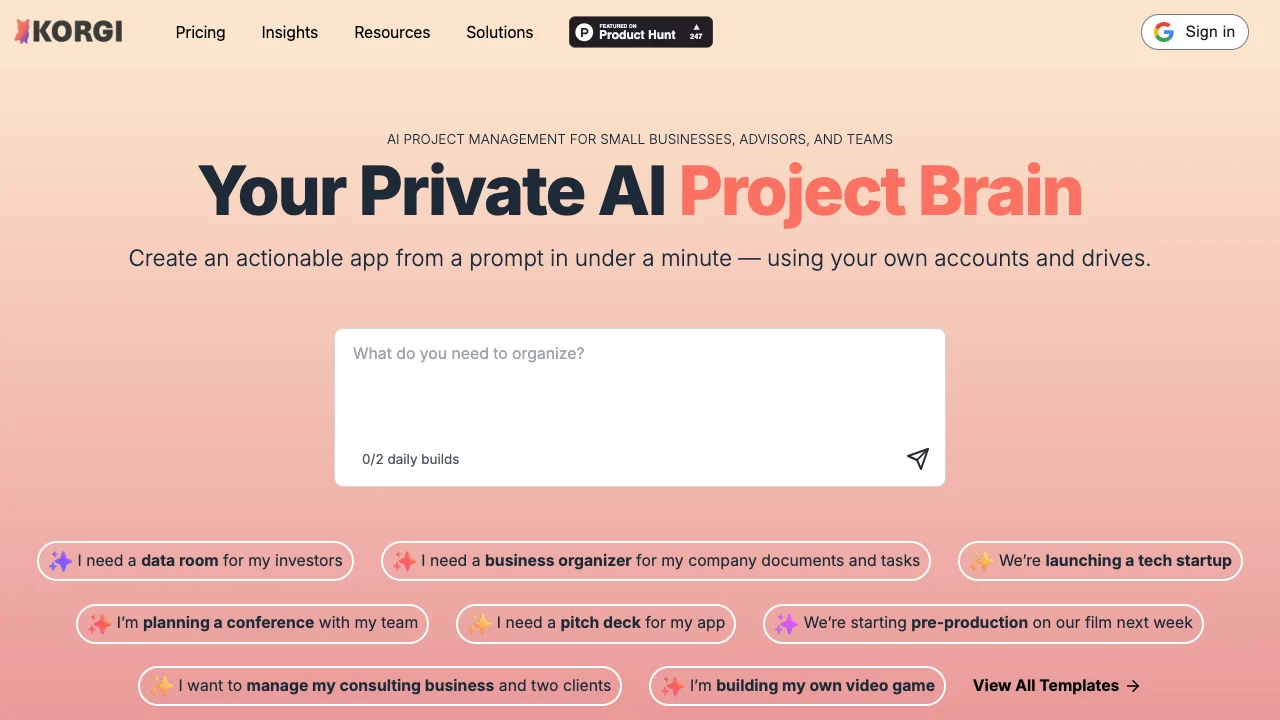 KORGI
Pricing
Insights
Resources
Solutions
FEATURED ON
Product Hunt
247
Sign in
AI PROJECT MANAGEMENT FOR SMALL BUSINESSES, ADVISORS, AND TEAMS
Your Private AI Project Brain
Create an actionable app from a prompt in under a minute — using your own accounts and drives.
What do you need to organize?
0/2 daily builds
I need a data room for my investors
I need a business organizer for my company documents and tasks
We’re launching a tech startup
I’m planning a conference with my team
I need a pitch deck for my app
We’re starting pre-production on our film next week
I want to manage my consulting business and two clients
I’m building my own video game
View All Templates →